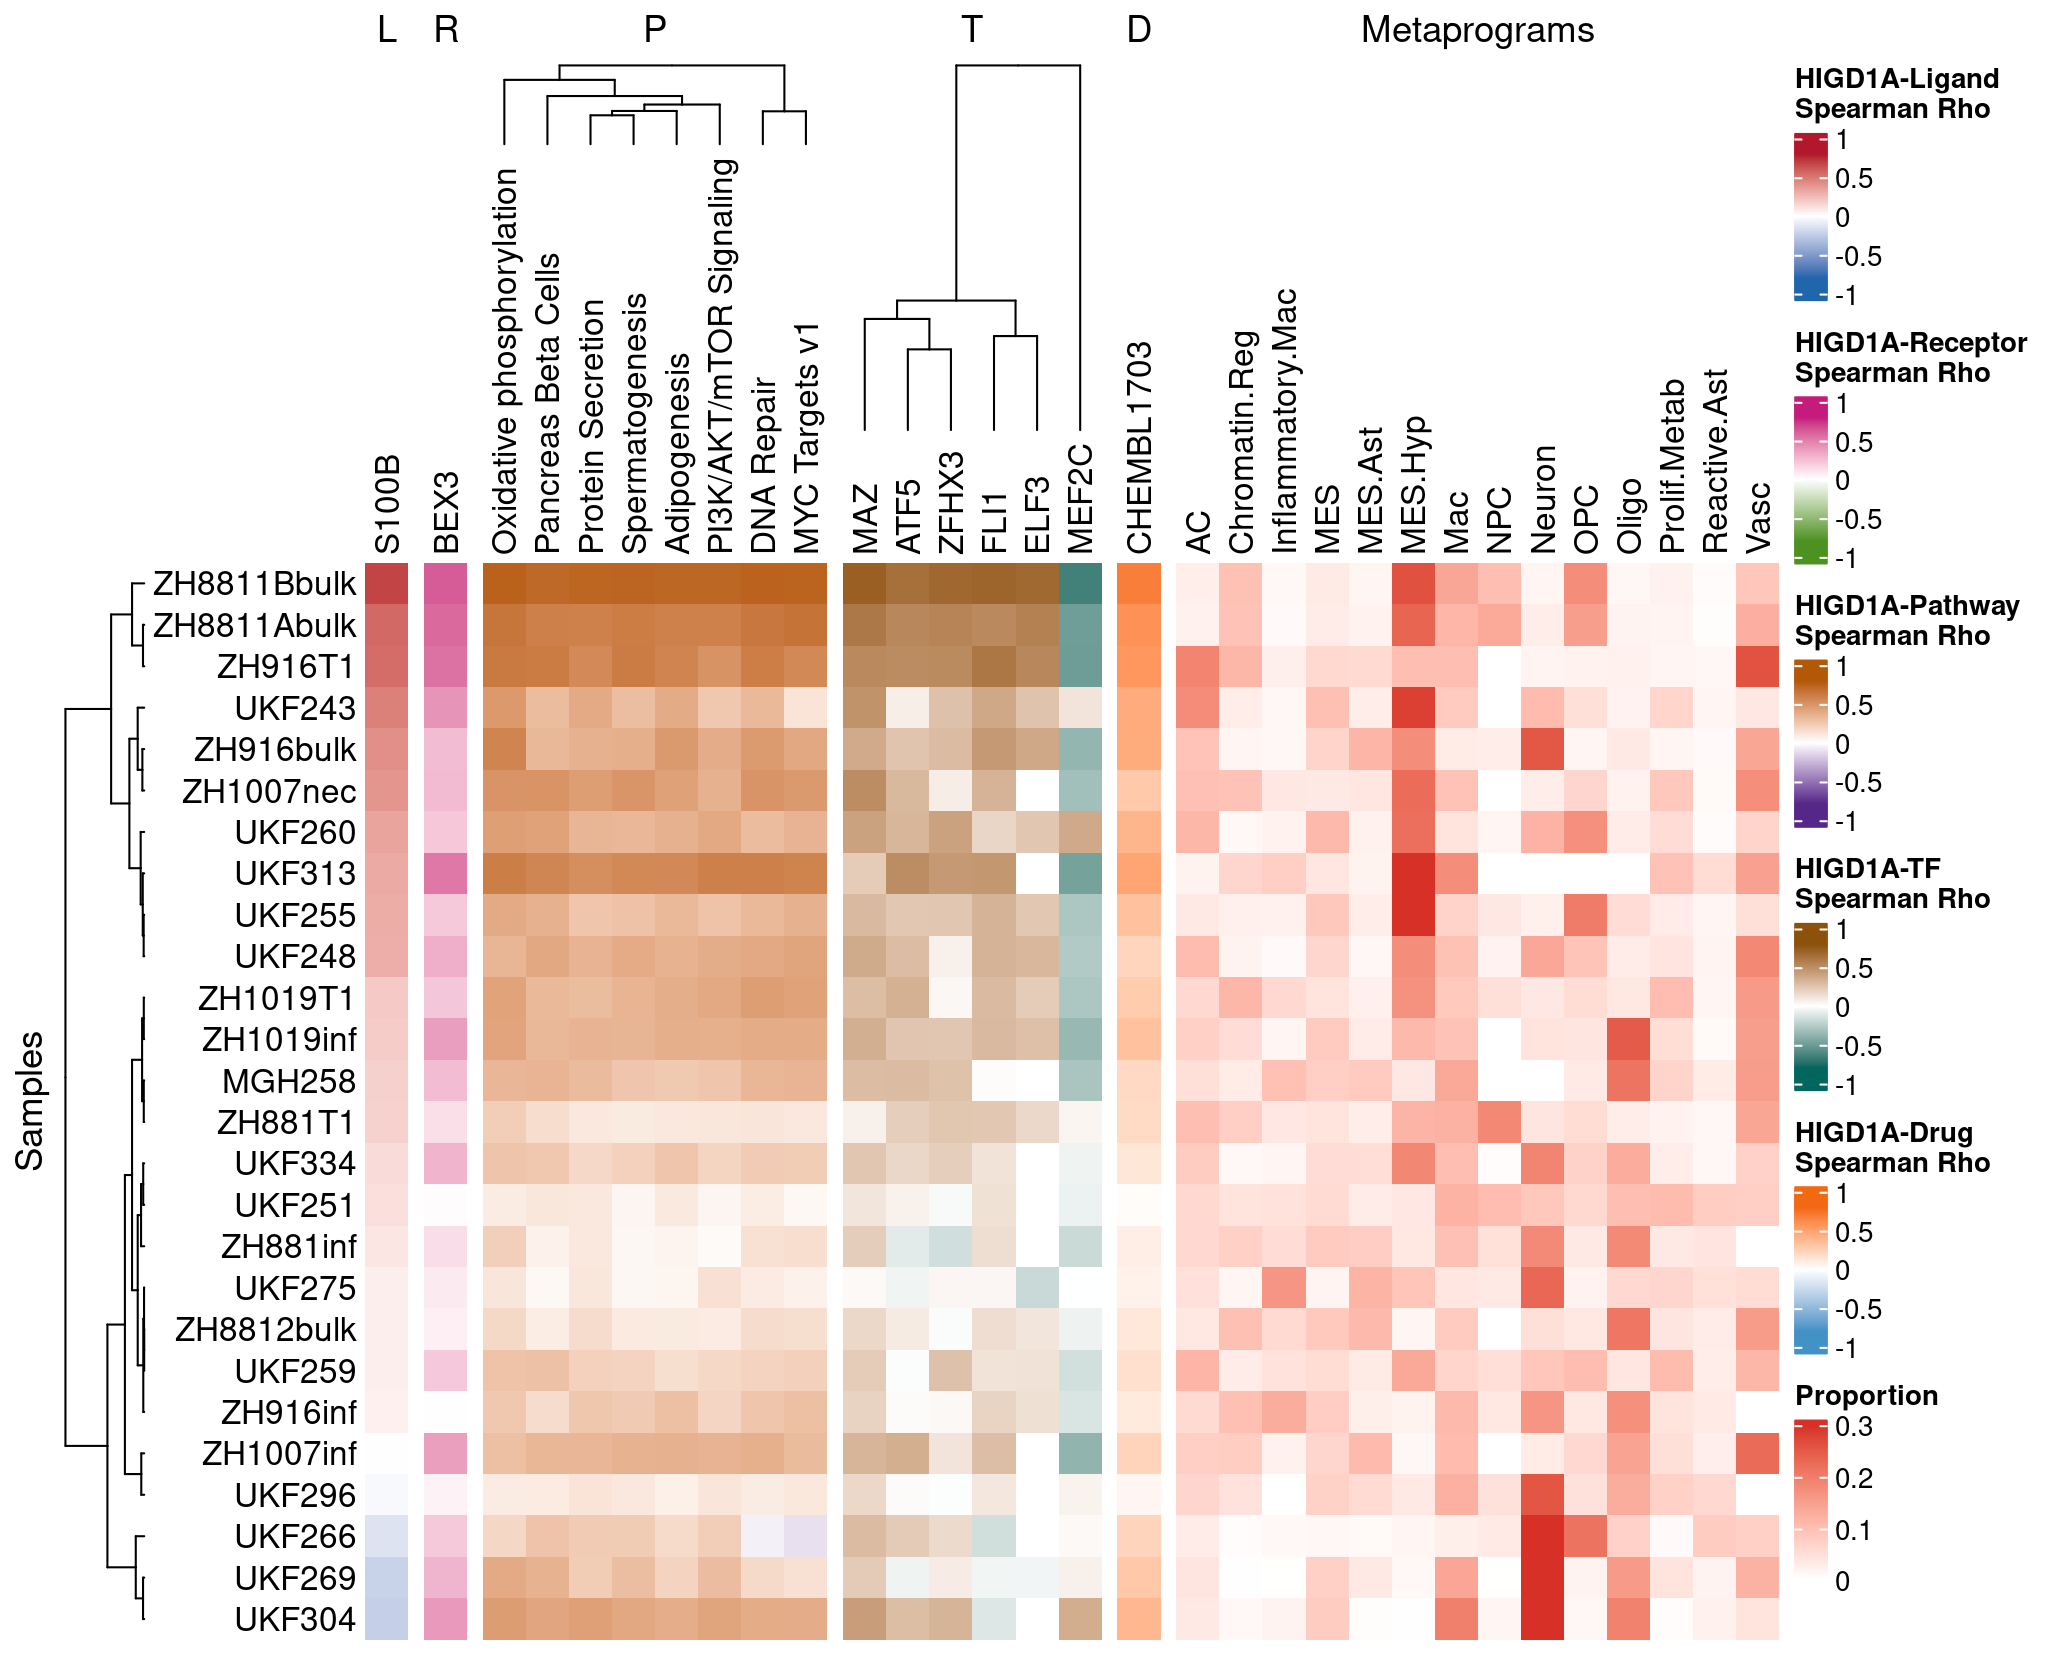 L R P T D Metaprograms
S100B
BEX3
Oxidative phosphorylation
Pancreas Beta Cells
Protein Secretion
Spermatogenesis
Adipogenesis
PI3K/AKT/mTOR Signaling
DNA Repair
MYC Targets v1
MAZ
ATF5
ZFHX3
FLI1
ELF3
MEF2C
CHEMBL1703
AC
Chromatin.Reg
Inflammatory.Mac
MES
MES.Ast
MES.Hyp
Mac
NPC
Neuron
OPC
Oligo
Prolif.Metab
Reactive.Ast
Vasc
Samples
ZH8811Bbulk
ZH8811Abulk
ZH916T1
UKF243
ZH916bulk
ZH1007nec
UKF260
UKF313
UKF255
UKF248
ZH1019T1
ZH1019inf
MGH258
ZH881T1
UKF334
UKF251
ZH881inf
UKF275
ZH8812bulk
UKF259
ZH916inf
ZH1007inf
UKF296
UKF266
UKF269
UKF304
HIGD1A-Ligand
Spearman Rho
1
0.5
0
-0.5
-1
HIGD1A-Receptor
Spearman Rho
1
0.5
0
-0.5
-1
HIGD1A-Pathway
Spearman Rho
1
0.5
0
-0.5
-1
HIGD1A-TF
Spearman Rho
1
0.5
0
-0.5
-1
HIGD1A-Drug
Spearman Rho
1
0.5
0
-0.5
-1
Proportion
0.3
0.2
0.1
0